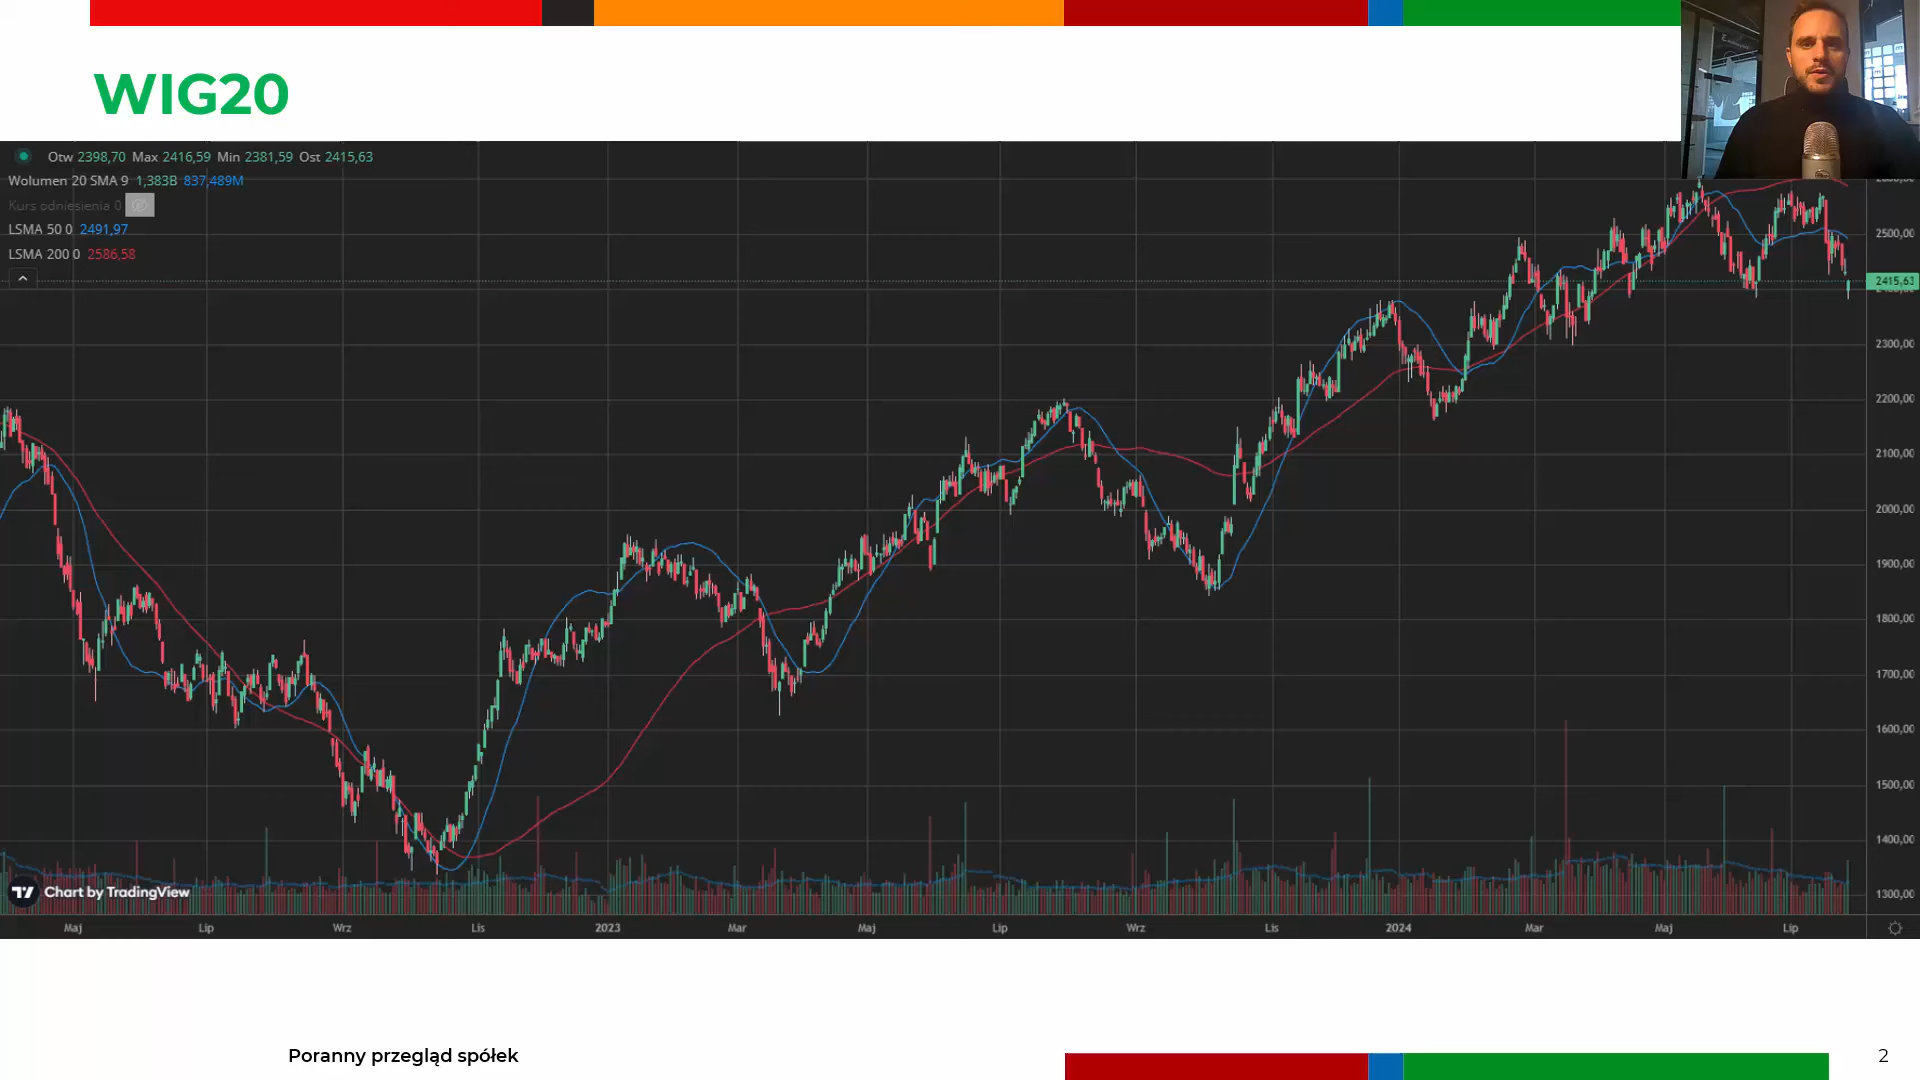 WIG20
Otw 2398,70 Max 2416,59 Min 2381,59 Ost 2415,63
Wolumen 20 SMA 9 1,383B 837,489M
Kurs odniesienia 0
LSMA 50 0 2491,97
LSMA 200 0 2586,58
2500,00
2415,63
2300,00
2200,00
2100,00
2000,00
1900,00
1800,00
1700,00
1600,00
1500,00
1400,00
1300,00
Chart by TradingView
Maj Lip Wrz Lis 2023 Mar Maj Lip Wrz Lis 2024 Mar Maj Lip
Poranny przegląd spółek
2